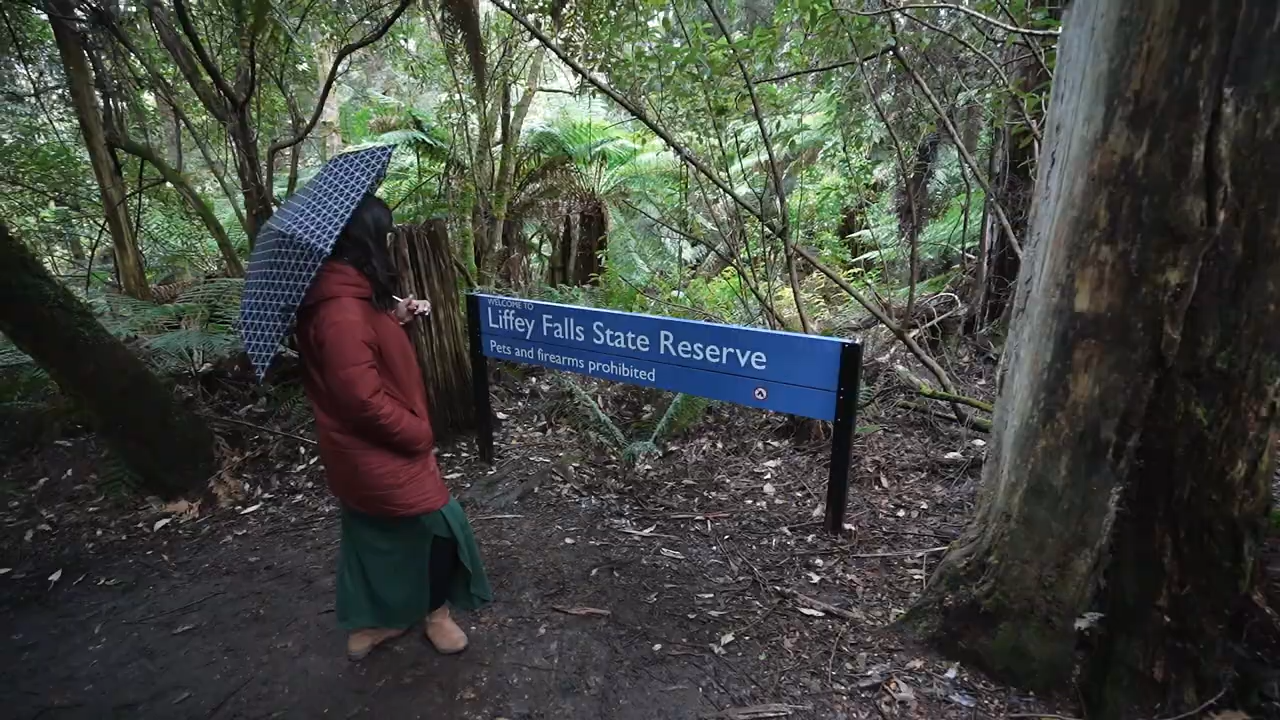 WELCOME TO
Liffey Falls State Reserve
Pets and firearms prohibited